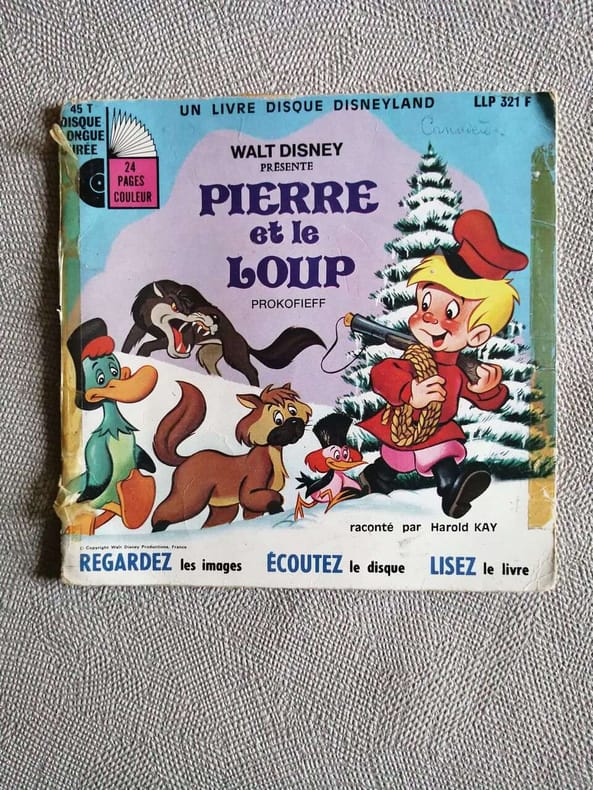 45 T
DISQUE
LONGUE
URÉE
24
PAGES
COULEUR
UN LIVRE DISQUE DISNEYLAND
LLP 321 F
WALT DISNEY
PRÉSENTE
PIERRE
et le
LOUP
PROKOFIEFF
raconté par Harold KAY
© Copyright Walt Disney Productions, France
REGARDEZ les images ÉCOUTEZ le disque LISEZ le livre